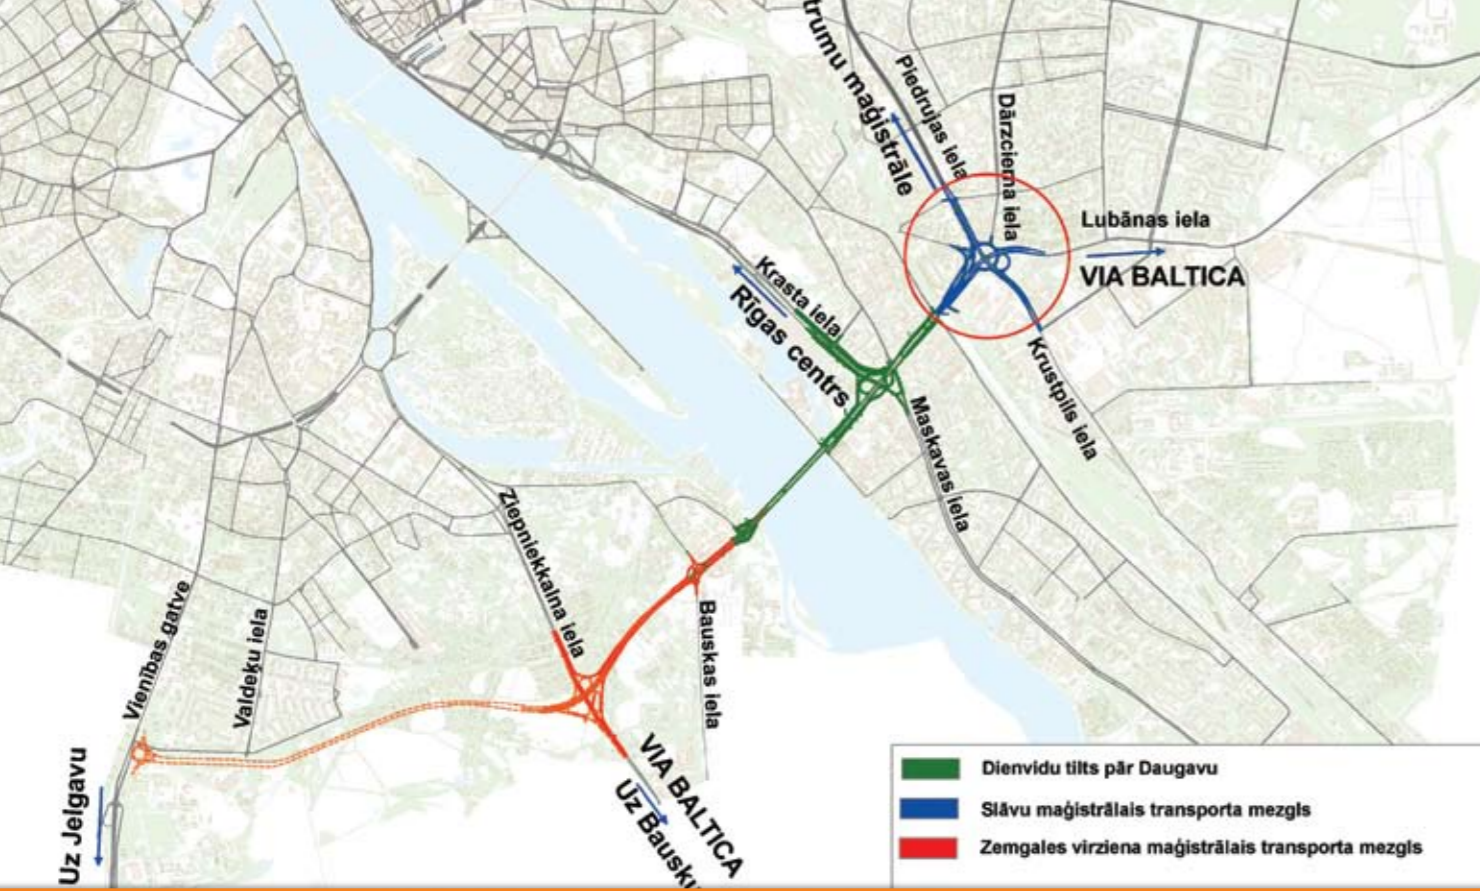 trumu maģistrāle
Piedrujas iela
Dārzciema iela
Lubānas iela
VIA BALTICA
Krasta iela
Rīgas centrs
Krustpils iela
Maskavas iela
Ziepniekkalna iela
Bauskas iela
Vienības gatve
Valdeķu iela
VIA BALTICA
Uz Bausku
Uz Jelgavu
Dienvidu tilts pār Daugavu
Slāvu maģistrālais transporta mezgls
Zemgales virziena maģistrālais transporta mezgls